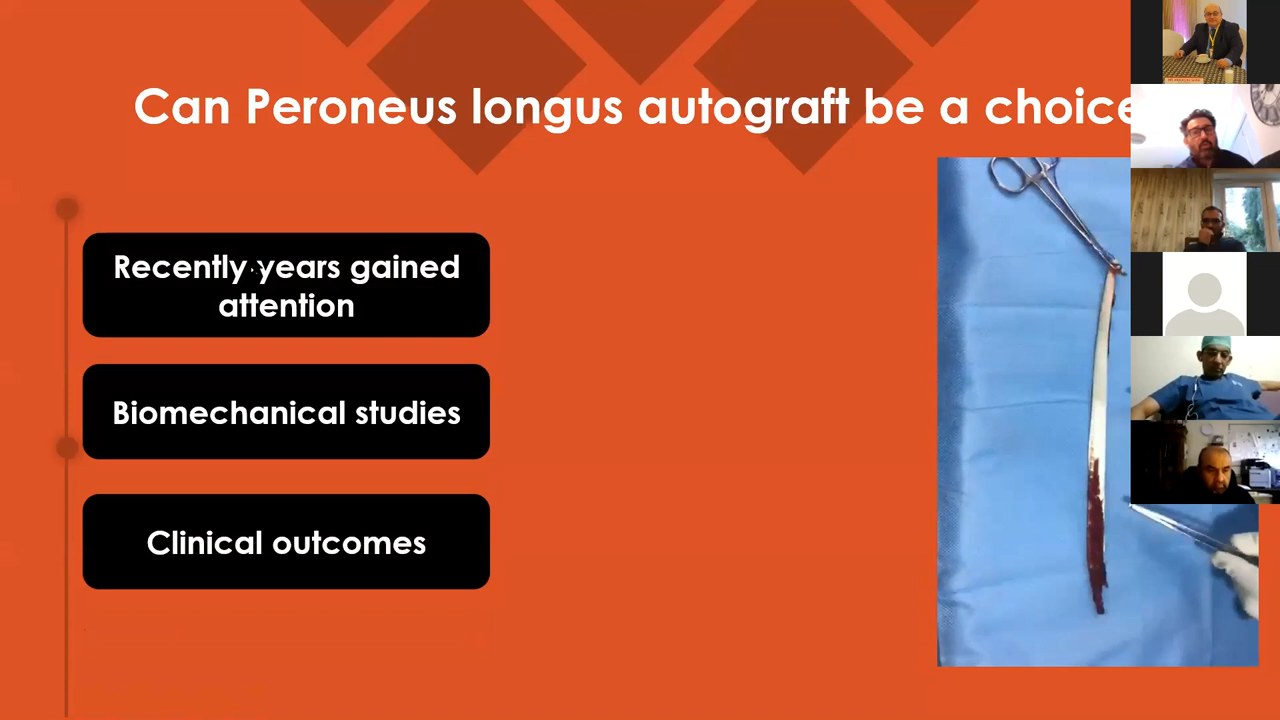 Can Peroneus longus autograft be a choice
Recently years gained
attention
Biomechanical studies
Clinical outcomes